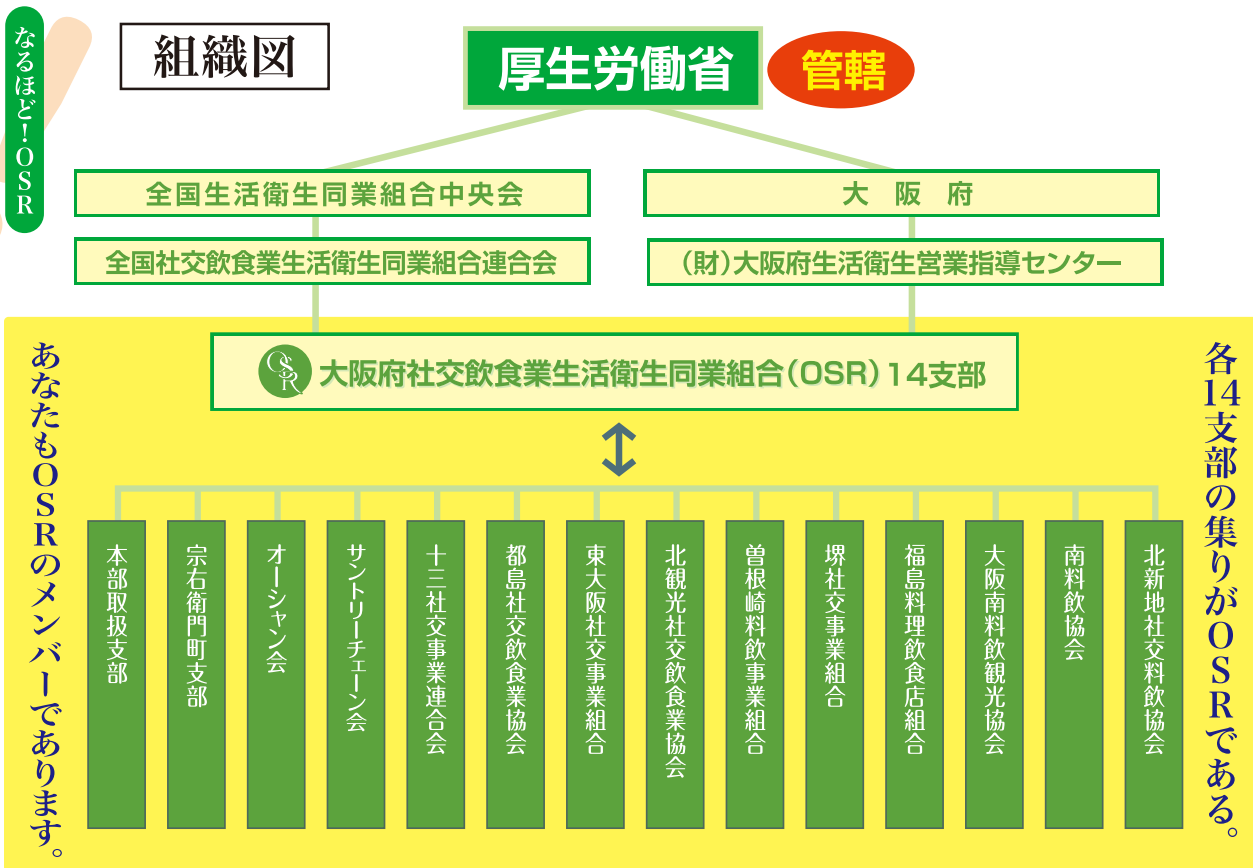 なるほど！OSR
組織図
厚生労働省
管轄
全国生活衛生同業組合中央会
大阪府
全国社交飲食業生活衛生同業組合連合会
（財）大阪府生活衛生営業指導センター
OSR 大阪府社交飲食業生活衛生同業組合（OSR）14支部
各14支部の集りがOSRである。
北新地社交料飲協会
南料飲協会
大阪南料飲観光協会
福島料理飲食店組合
堺社交事業組合
曽根崎料飲事業組合
北観光社交飲食業協会
東大阪社交事業組合
都島社交飲食業協会
十三社交事業連合会
サントリーチェーン会
オーシャン会
宗右衛門町支部
本部取扱支部
あなたもOSRのメンバーであります。